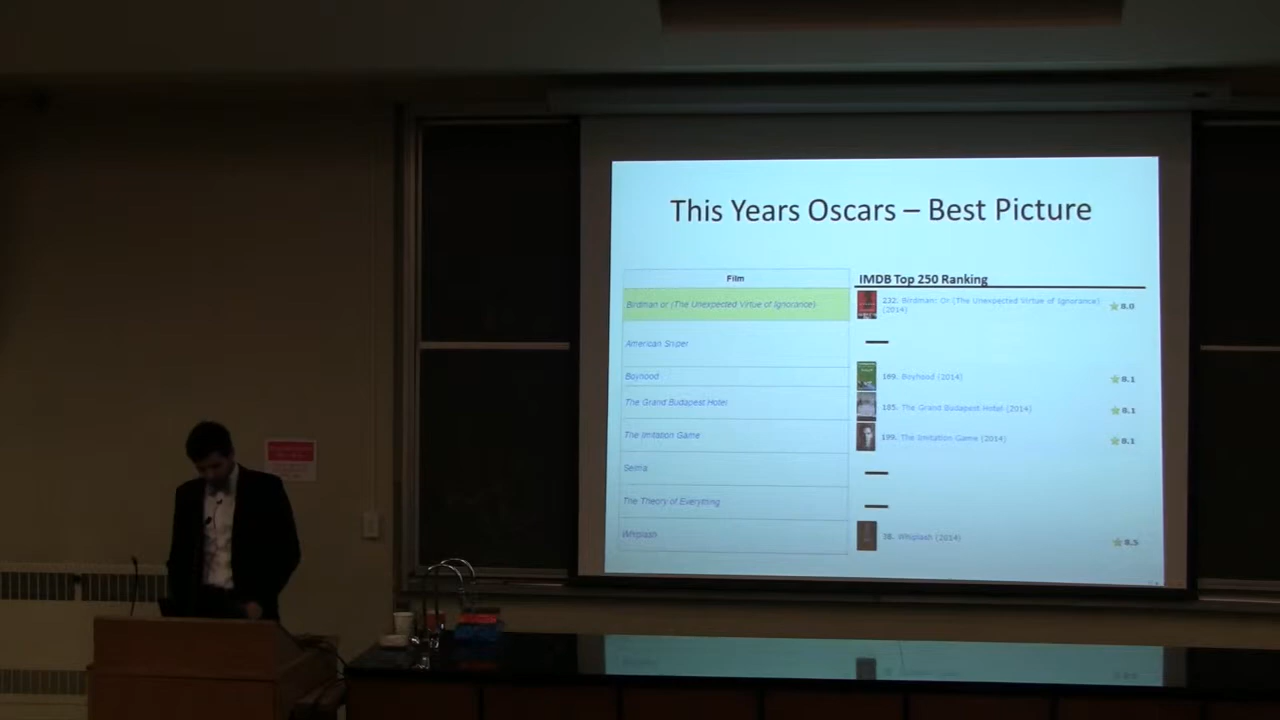 This Years Oscars – Best Picture
Film
IMDB Top 250 Ranking
Birdman or (The Unexpected Virtue of Ignorance)
232. Birdman: Or (The Unexpected Virtue of Ignorance)
(2014)
8.0
American Sniper
Boyhood
189. Boyhood (2014)
8.1
The Grand Budapest Hotel
185. The Grand Budapest Hotel (2014)
8.1
The Imitation Game
199. The Imitation Game (2014)
8.1
Selma
The Theory of Everything
Whiplash
38. Whiplash (2014)
8.5